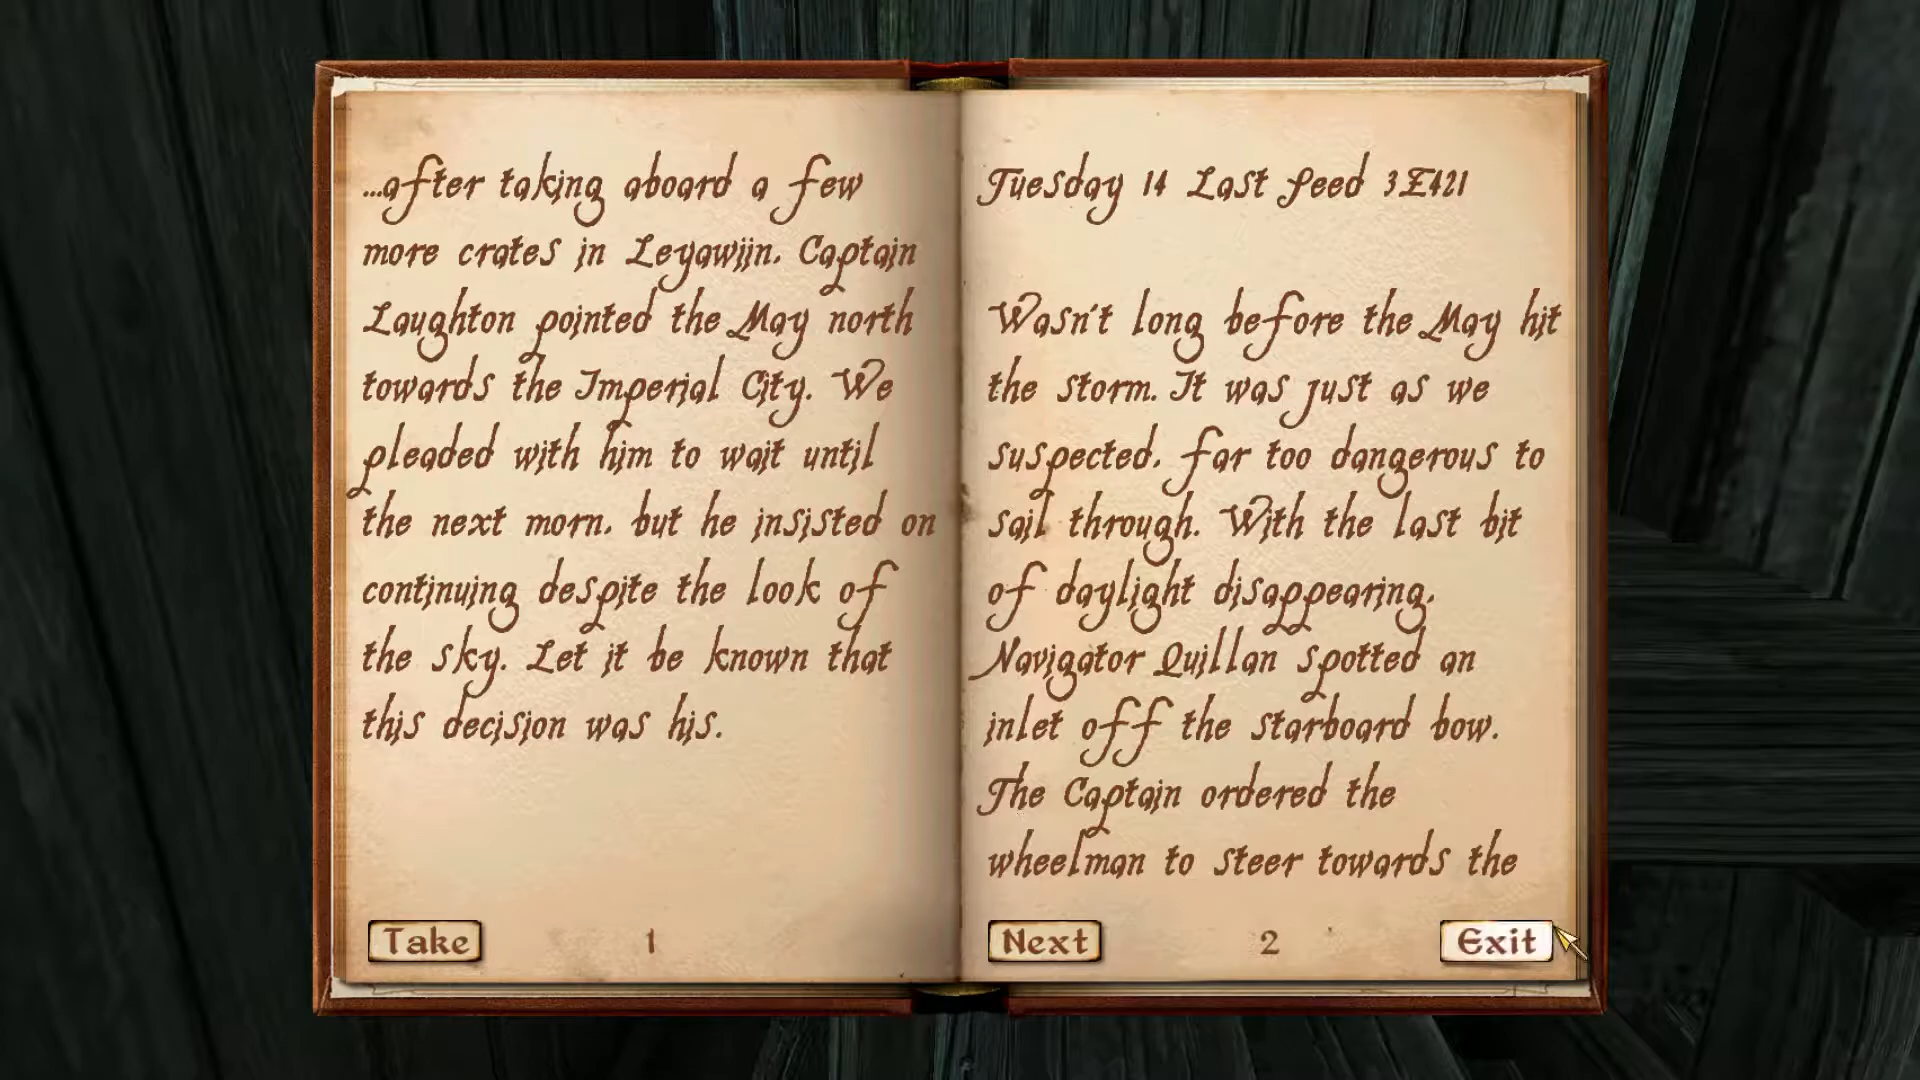 ...after taking aboard a few
more crates in Leyawiin, Captain
Laughton pointed the May north
towards the Imperial City. We
pleaded with him to wait until
the next morn, but he insisted on
continuing despite the look of
the sky. Let it be known that
this decision was his.
Take
1
Tuesday 14 Last Seed 3E421
Wasn't long before the May hit
the storm. It was just as we
suspected, far too dangerous to
sail through. With the last bit
of daylight disappearing,
Navigator Quillan spotted an
inlet off the starboard bow.
The Captain ordered the
wheelman to steer towards the
Next
2
Exit